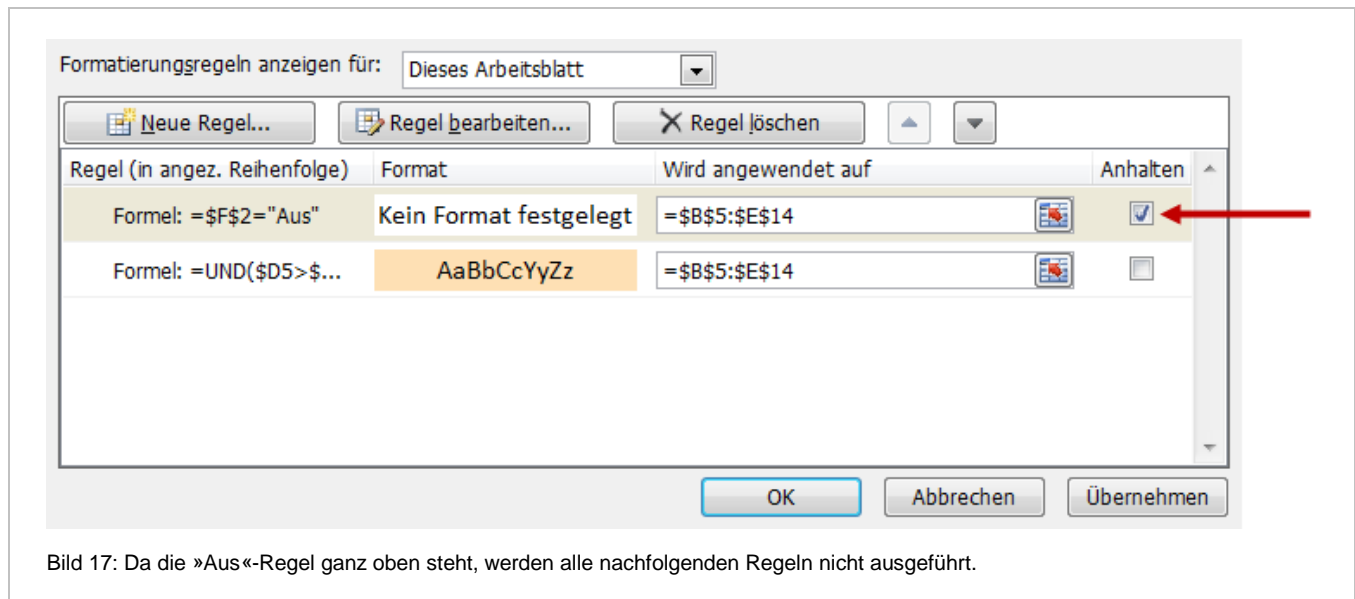 Formatierungsregeln anzeigen für: Dieses Arbeitsblatt
Neue Regel... Regel bearbeiten... Regel löschen
Regel (in angez. Reihenfolge) Format Wird angewendet auf Anhalten
Formel: =$F$2="Aus" Kein Format festgelegt =$B$5:$E$14
Formel: =UND($D5>$... AaBbCcYyZz =$B$5:$E$14
OK Abbrechen Übernehmen
Bild 17: Da die »Aus«-Regel ganz oben steht, werden alle nachfolgenden Regeln nicht ausgeführt.